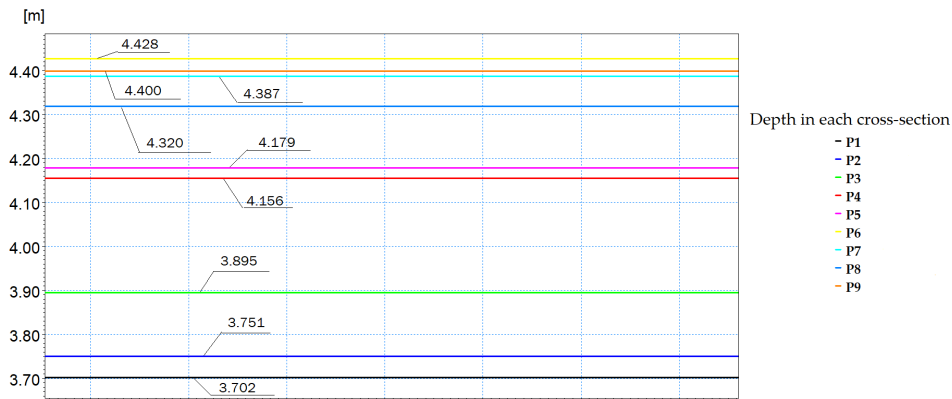 [m]
4.428
4.40
4.400
4.387
4.30
4.320
4.179
4.20
4.156
4.10
4.00
3.895
3.90
3.751
3.80
3.70
3.702
Depth in each cross-section
P1
P2
P3
P4
P5
P6
P7
P8
P9